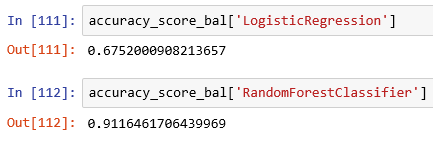 In [111]: accuracy_score_bal['LogisticRegression']
Out[111]: 0.6752000908213657
In [112]: accuracy_score_bal['RandomForestClassifier']
Out[112]: 0.9116461706439969